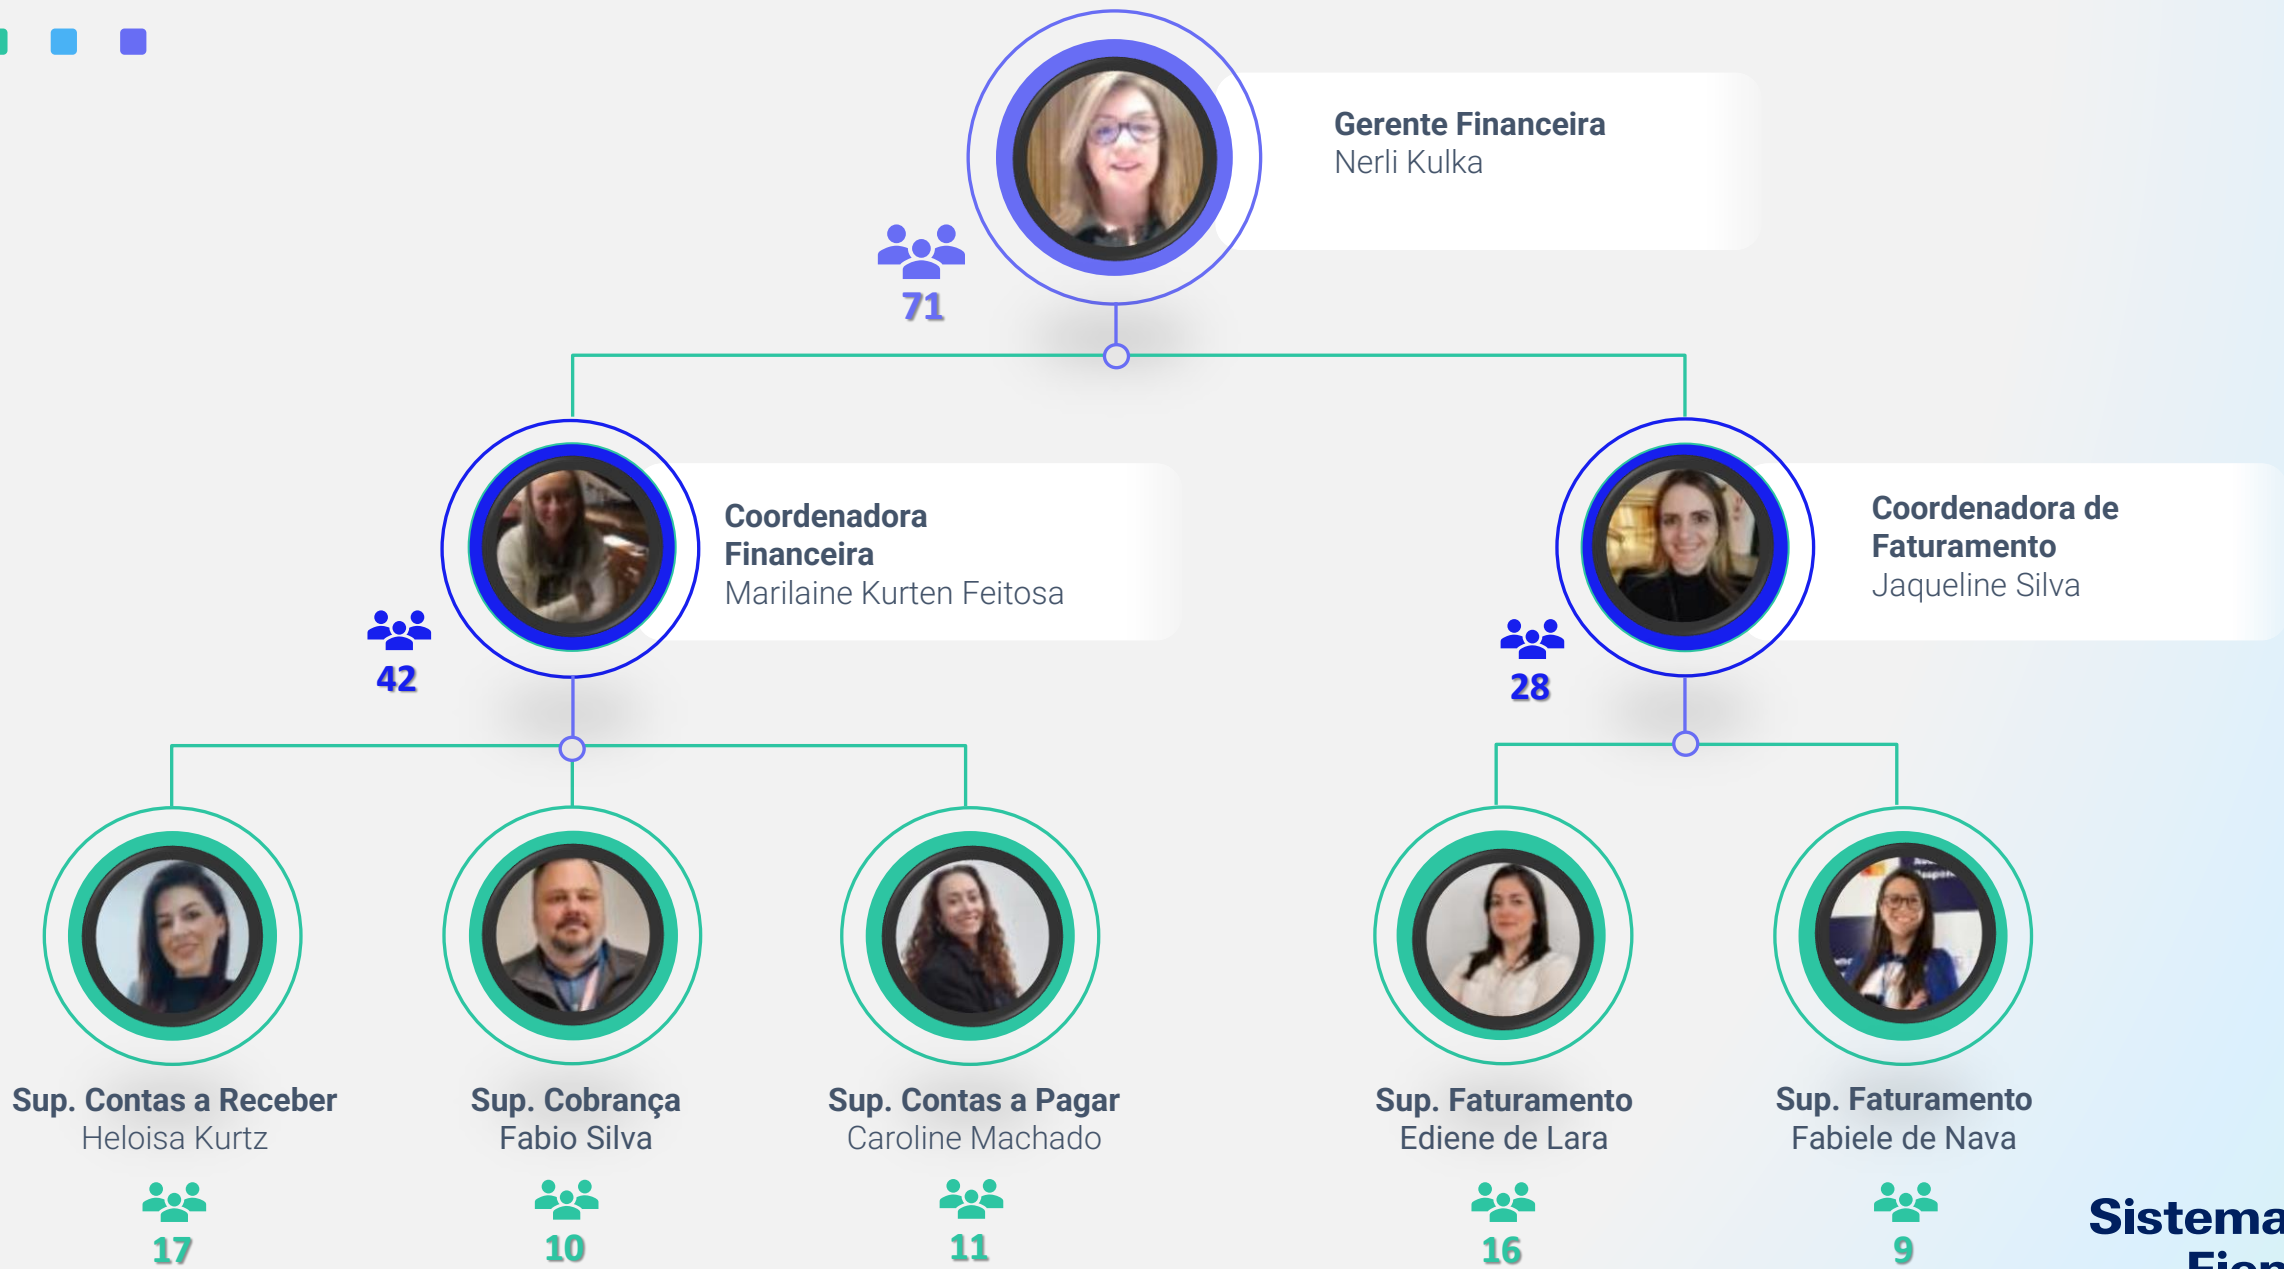 Gerente Financeira
Nerli Kulka
71
Coordenadora
Financeira
Marilaine Kurten Feitosa
42
Coordenadora de
Faturamento
Jaqueline Silva
28
Sup. Contas a Receber
Heloisa Kurtz
17
Sup. Cobrança
Fabio Silva
10
Sup. Contas a Pagar
Caroline Machado
11
Sup. Faturamento
Ediene de Lara
16
Sup. Faturamento
Fabiele de Nava
9
Sistema